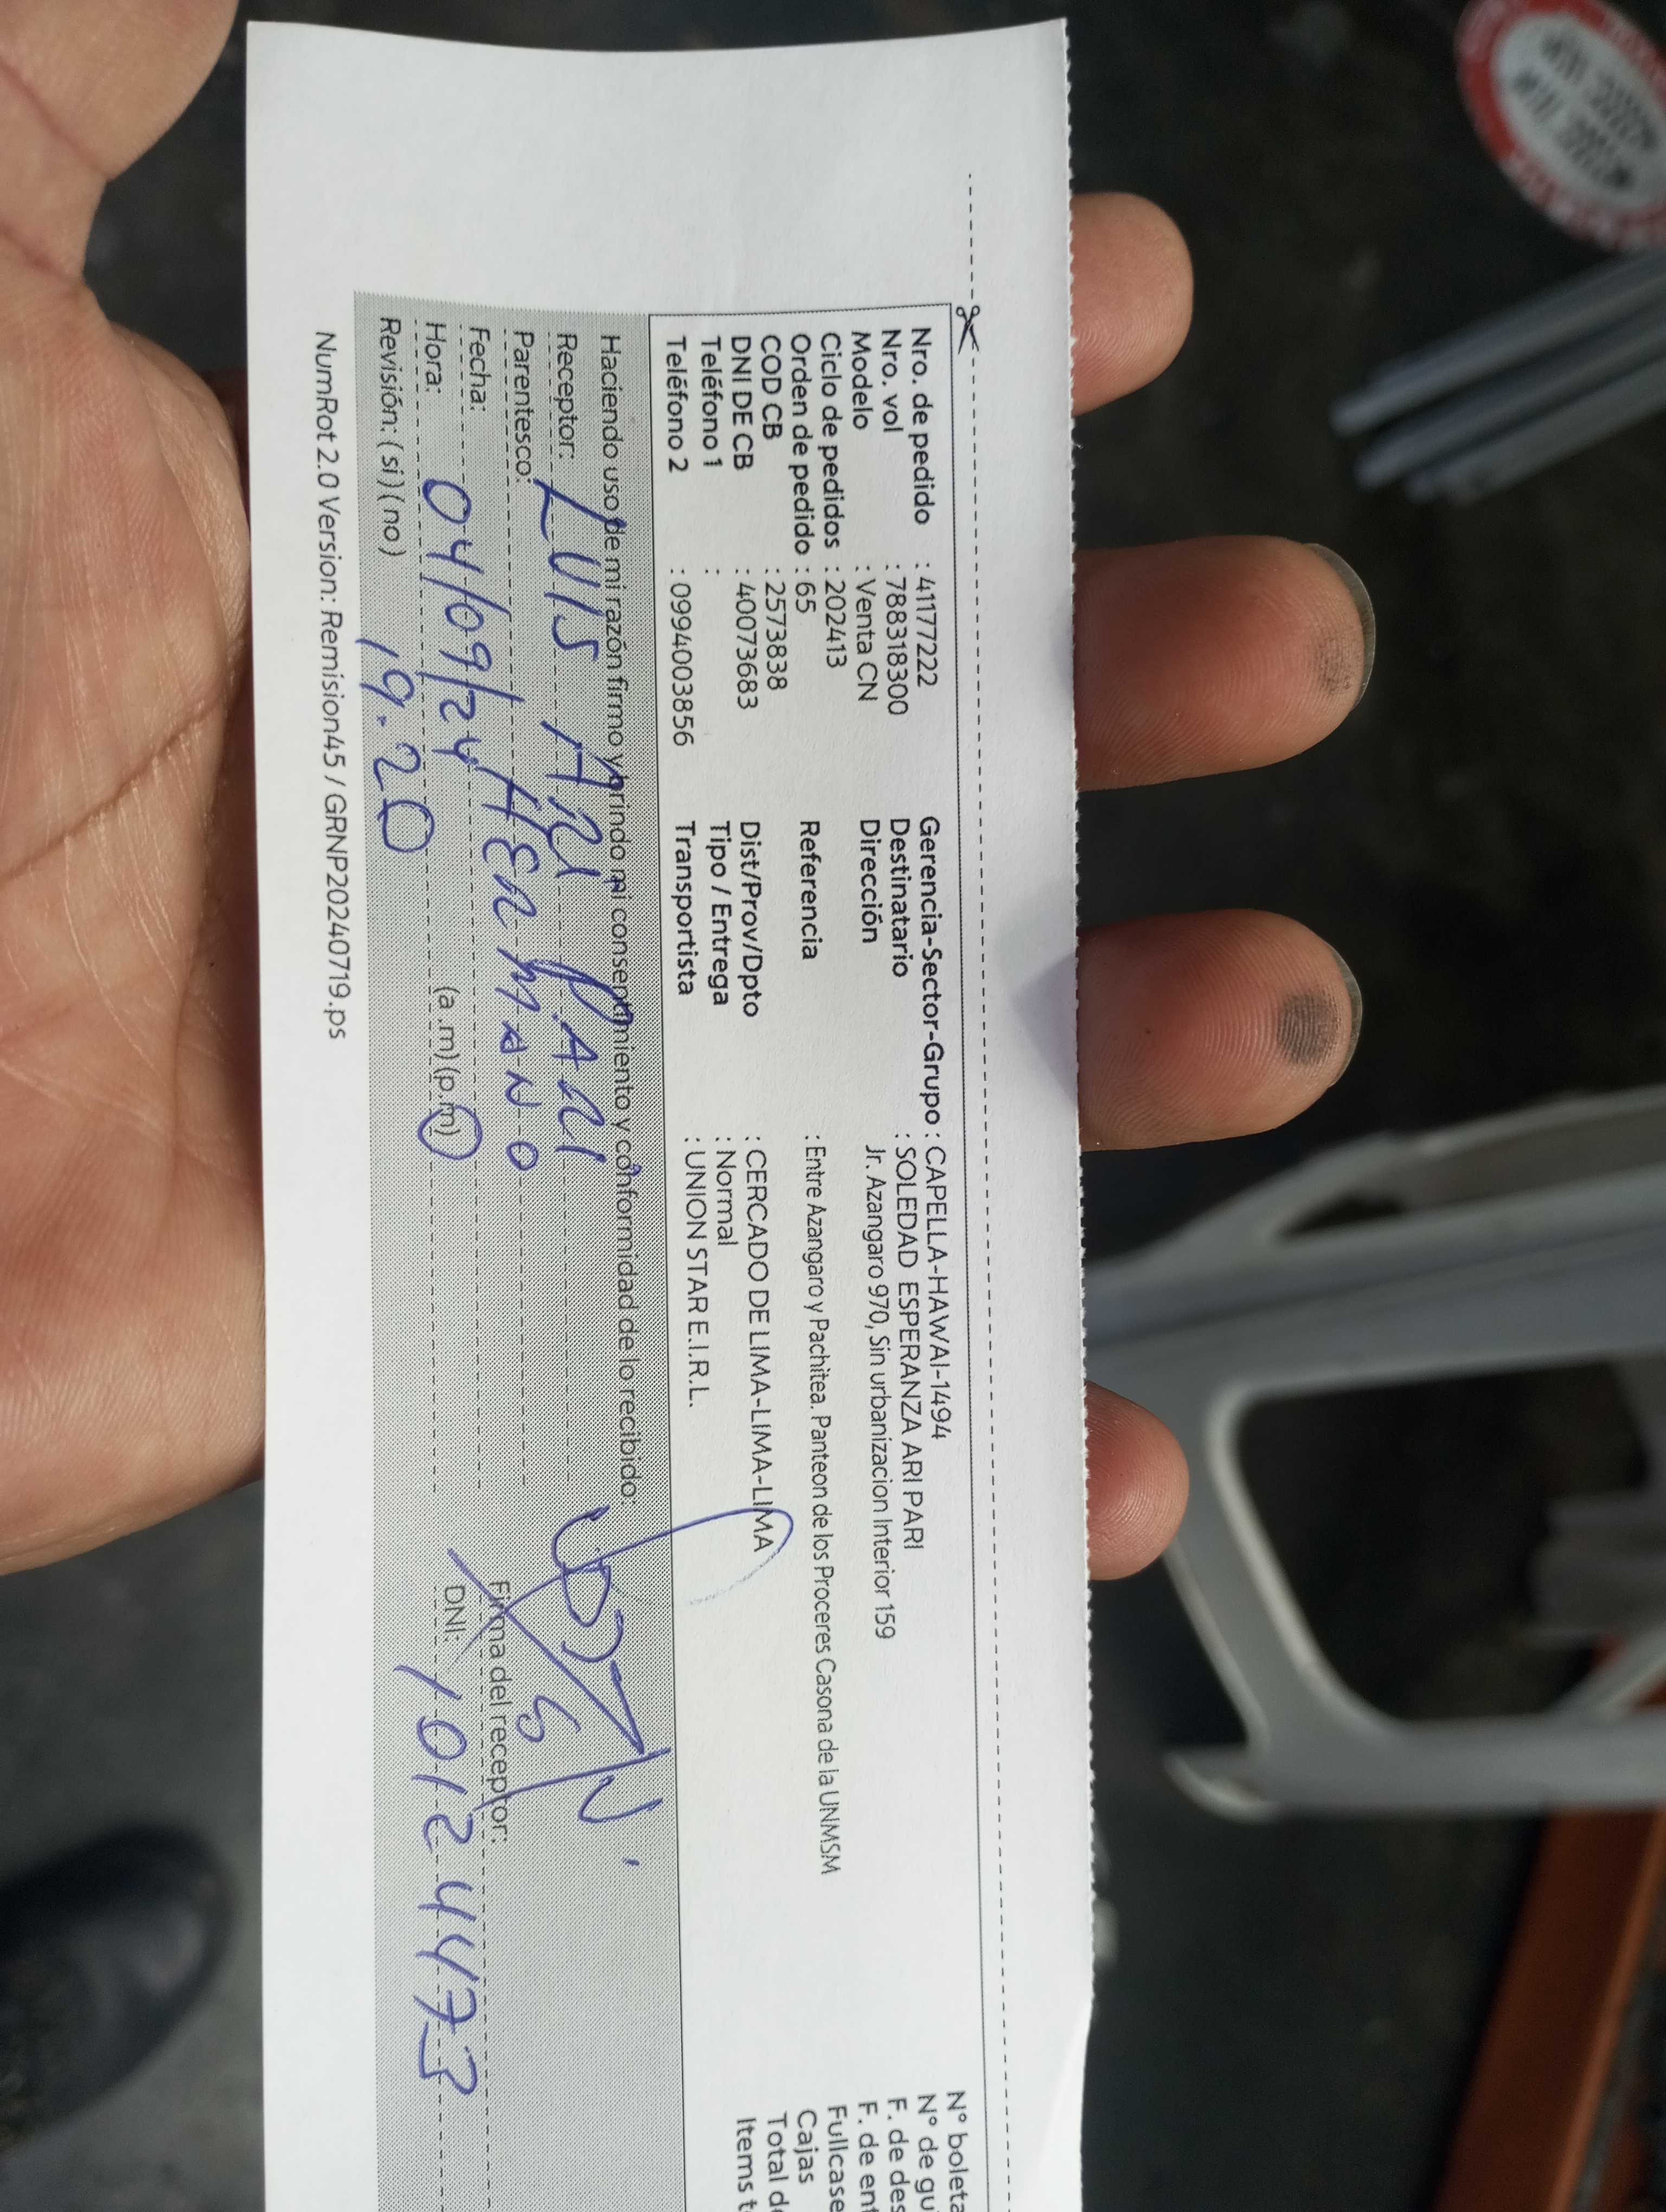 Nro. de pedido : 411777222
Nro. vol : 788318300
Modelo : Venta CN
Ciclo de pedidos : 202413
Orden de pedido : 65
COD CB : 2573838
DNI DE CB : 40073683
Teléfono 1 :
Teléfono 2 : 0994003856
Gerencia-Sector-Grupo : CAPELLA-HAWAI-1494
Destinatario : SOLEDAD ESPERANZA ARI PARI
Dirección Jr. Azangaro 970, Sin urbanizacion Interior 159
Referencia : Entre Azangaro y Pachitea. Panteon de los Proceres Casona de la UNMSM
Dist/Prov/Dpto : CERCADO DE LIMA-LIMA-LIMA
Tipo / Entrega : Normal
Transportista : UNION STAR E.I.R.L.
N° boleta
N° de gu
F. de des
F. de ent
Fullcase
Cajas
Total de
Items t
Haciendo uso de mi razón firmo y brindo mi consentimiento y conformidad de lo recibido:
Receptor: LUIS ARI PARI
Parentesco: HERMANO
Fecha: 04/09/24
Hora: 19.20 (a.m) (p.m)
Revisión: (si) (no)
Firma del receptor:
DNI: 10124473
NumRot 2.0 Version: Remision45 / GRNP20240719.ps